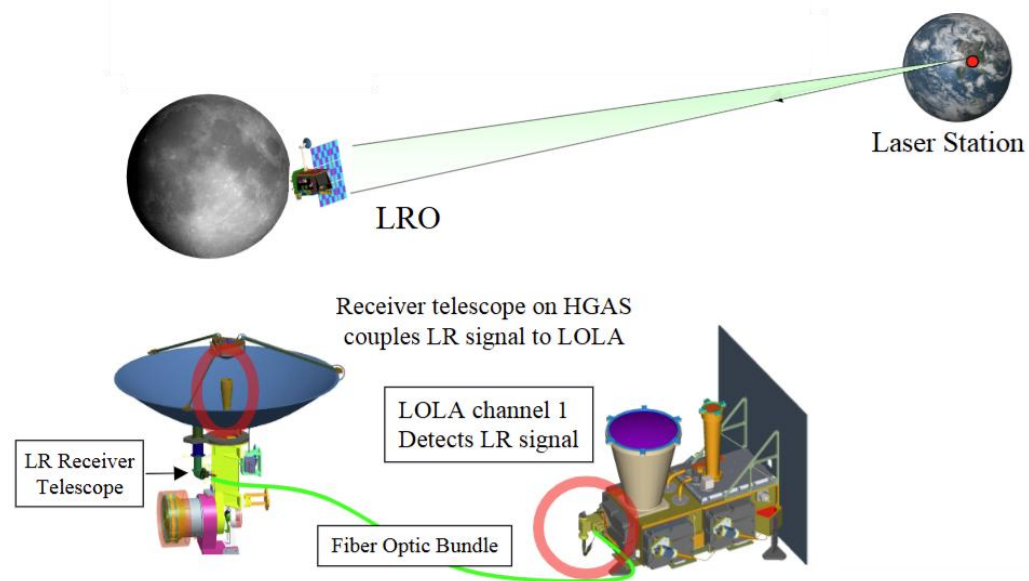 Laser Station
LRO
Receiver telescope on HGAS
couples LR signal to LOLA
LOLA channel 1
Detects LR signal
LR Receiver
Telescope
Fiber Optic Bundle